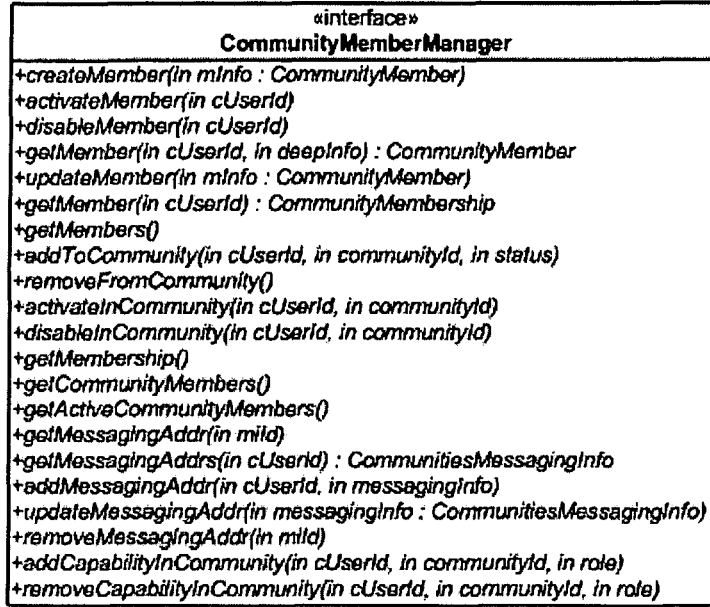 «interface»
CommunityMemberManager
+createMember(in mInfo : CommunityMember)
+activateMember(in cUserId)
+disableMember(in cUserId)
+getMember(in cUserId, in deepInfo) : CommunityMember
+updateMember(in mInfo : CommunityMember)
+getMember(in cUserId) : CommunityMembership
+getMembers()
+addToCommunity(in cUserId, in communityId, in status)
+removeFromCommunity()
+activateInCommunity(in cUserId, in communityId)
+disableInCommunity(in cUserId, in communityId)
+getMembership()
+getCommunityMembers()
+getActiveCommunityMembers()
+getMessagingAddr(in miId)
+getMessagingAddrs(in cUserId) : CommunitiesMessagingInfo
+addMessagingAddr(in cUserId, in messagingInfo)
+updateMessagingAddr(in messagingInfo : CommunitiesMessagingInfo)
+removeMessagingAddr(in miId)
+addCapabilityInCommunity(in cUserId, in communityId, in role)
+removeCapabilityInCommunity(in cUserId, in communityId, in role)